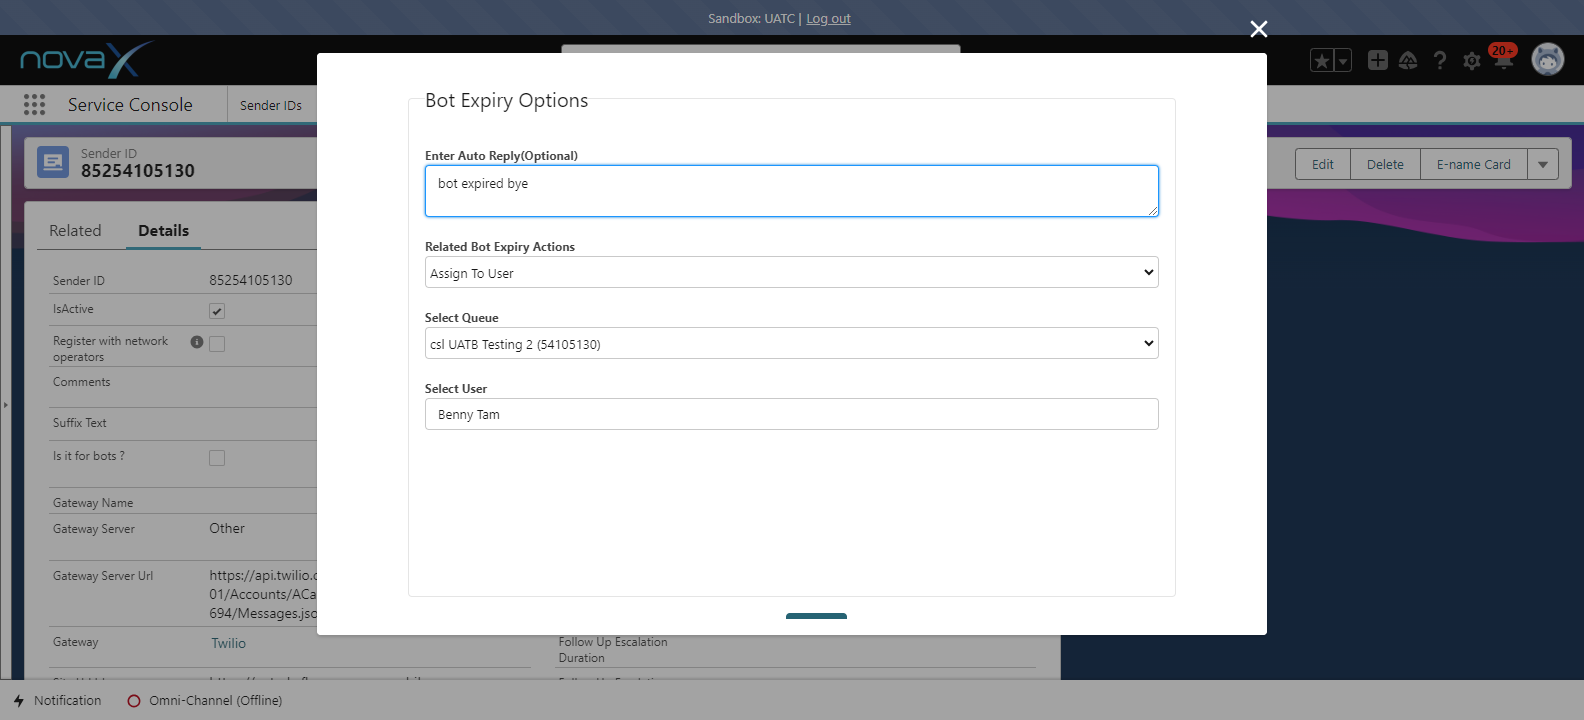 Sandbox: UATC | Log out
novaX
20+
Service Console
Sender IDs
Sender ID
85254105130
Edit
Delete
E-name Card
Related
Details
Sender ID
85254105130
IsActive
Register with network
operators
Comments
Suffix Text
Is it for bots ?
Gateway Name
Gateway Server
Other
Gateway Server Url
https://api.twilio.
01/Accounts/ACa
694/Messages.jso
Gateway
Twilio
Follow Up Escalation
Duration
Bot Expiry Options
Enter Auto Reply(Optional)
bot expired bye
Related Bot Expiry Actions
Assign To User
Select Queue
csl UATB Testing 2 (54105130)
Select User
Benny Tam
Notification
Omni-Channel (Offline)